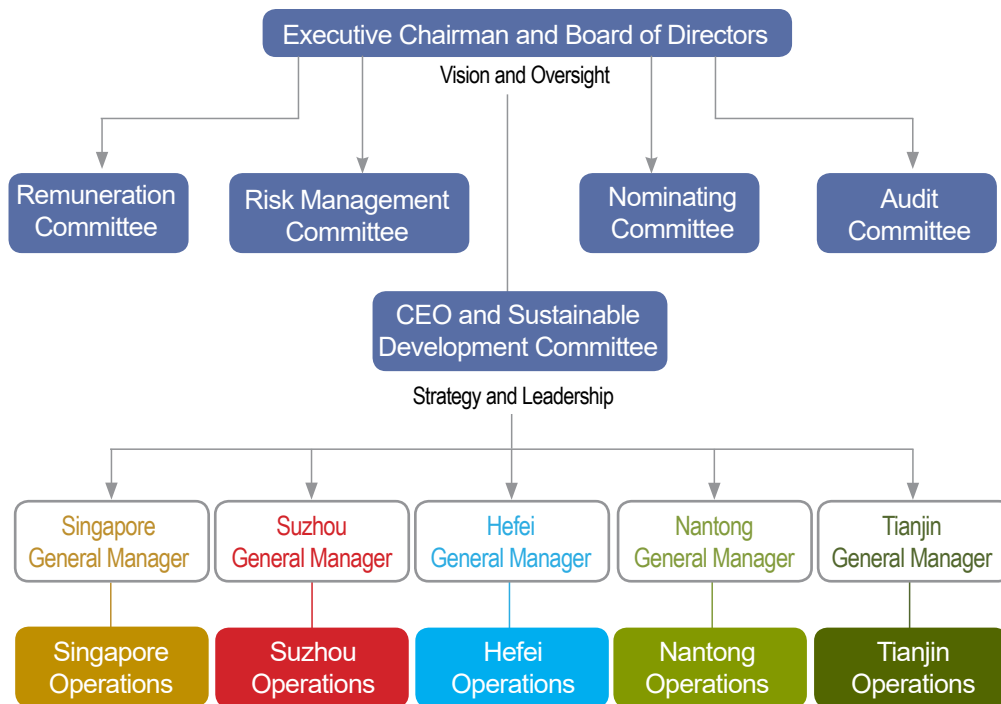 Executive Chairman and Board of Directors
Vision and Oversight
Remuneration
Committee
Risk Management
Committee
Nominating
Committee
Audit
Committee
CEO and Sustainable
Development Committee
Strategy and Leadership
Singapore
General Manager
Suzhou
General Manager
Hefei
General Manager
Nantong
General Manager
Tianjin
General Manager
Singapore
Operations
Suzhou
Operations
Hefei
Operations
Nantong
Operations
Tianjin
Operations